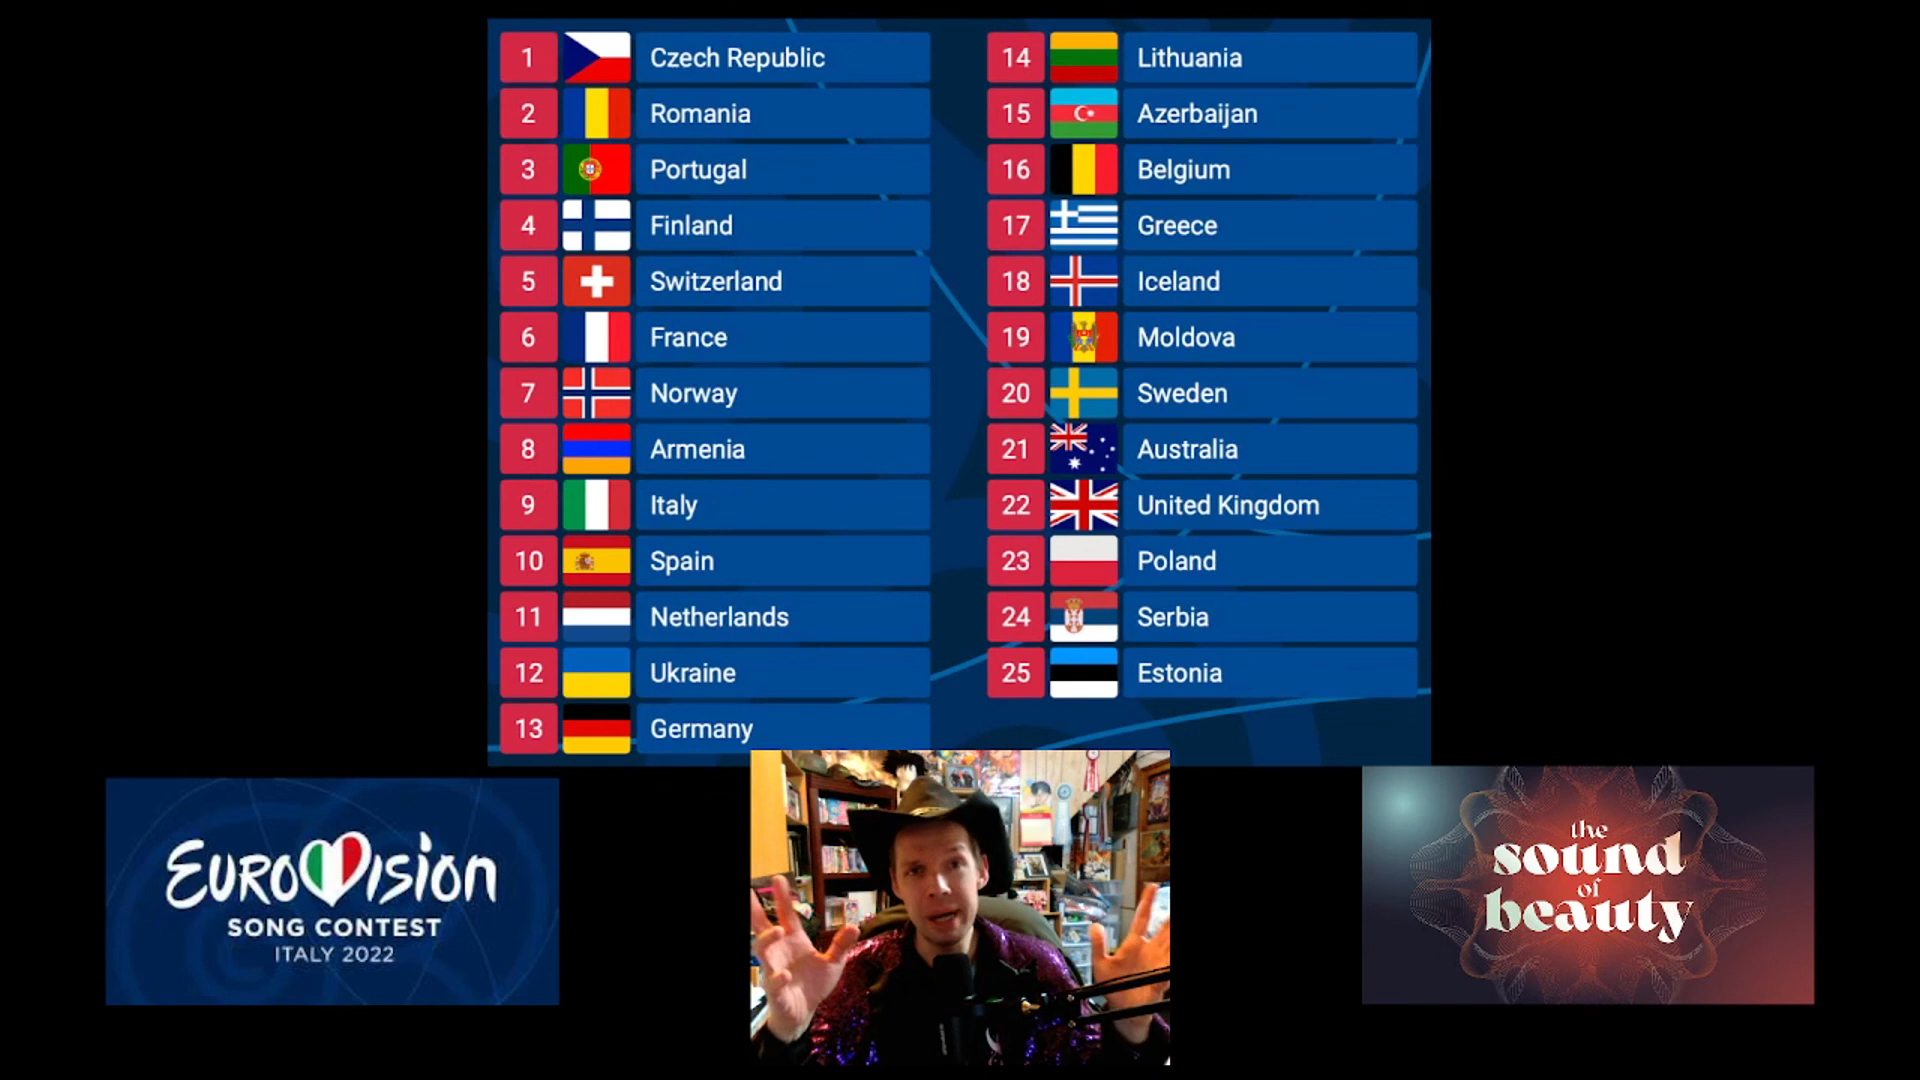 1 Czech Republic
2 Romania
3 Portugal
4 Finland
5 Switzerland
6 France
7 Norway
8 Armenia
9 Italy
10 Spain
11 Netherlands
12 Ukraine
13 Germany
14 Lithuania
15 Azerbaijan
16 Belgium
17 Greece
18 Iceland
19 Moldova
20 Sweden
21 Australia
22 United Kingdom
23 Poland
24 Serbia
25 Estonia
EUROVISION
SONG CONTEST
ITALY 2022
the
sound
of
beauty